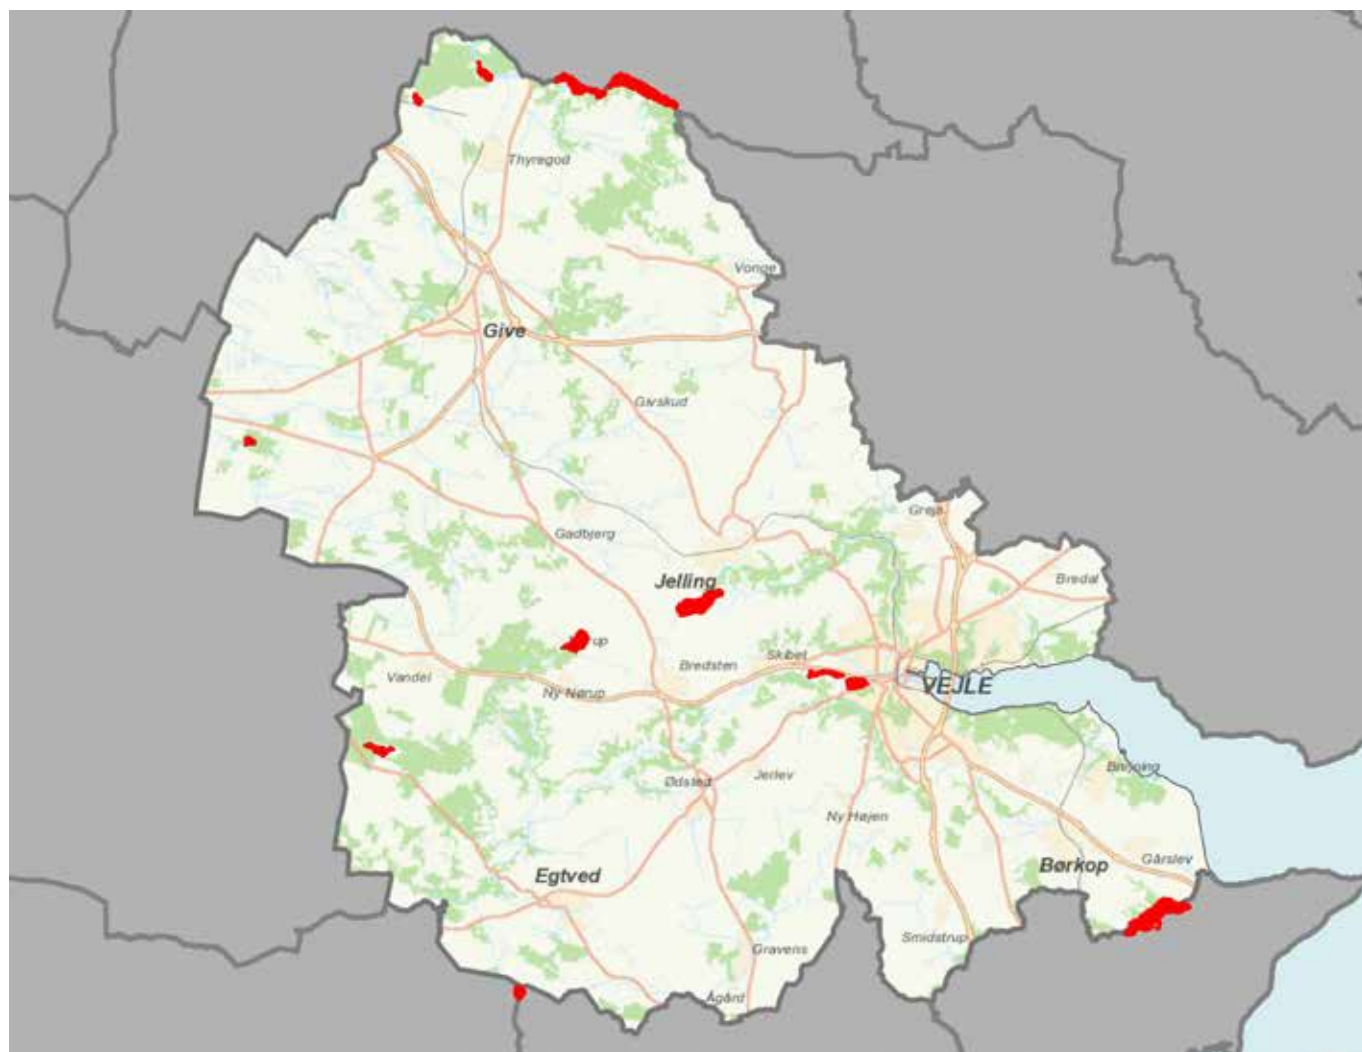 Thyregod
Vonge
Give
Givskud
Grejs
Gadbjerg
Jelling
Bredal
up
Skibet
Bredsten
Vandel
VEJLE
Ny Nørup
Brejning
Jerlev
Ødsted
Ny Højen
Gårslev
Børkop
Egtved
Smidstrup
Gravens
Ågård